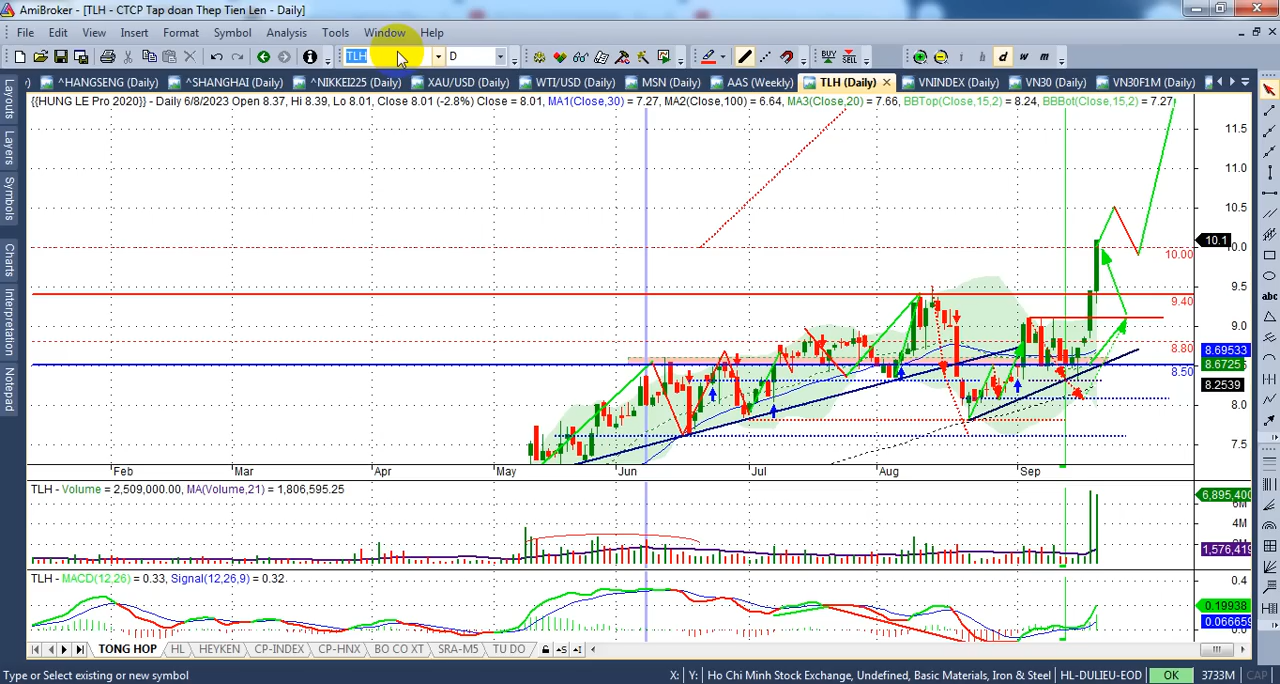 AmiBroker - [TLH - CTCP Tap doan Thep Tien Len - Daily]
File Edit View Insert Format Symbol Analysis Tools Window Help
TLH D BUY SELL i d w m
^HANGSENG (Daily) ^SHANGHAI (Daily) ^NIKKEI225 (Daily) XAU/USD (Daily) WTI/USD (Daily) MSN (Daily) AAS (Weekly) TLH (Daily) VNINDEX (Daily) VN30 (Daily) VN30F1M (Daily)
{{HUNG LE Pro 2020}} - Daily 6/8/2023 Open 8.37, Hi 8.39, Lo 8.01, Close 8.01 (-2.8%) Close = 8.01, MA1(Close,30) = 7.27, MA2(Close,100) = 6.64, MA3(Close,20) = 7.66, BBTop(Close,15,2) = 8.24, BBBot(Close,15,2) = 7.27,
Layouts
Layers
Symbols
Charts
Interpretation
Notepad
abc
11.5
11.0
10.5
10.1
10.0
10.00
9.5
9.40
9.0
8.80
8.69533
8.67255
8.50
8.2539
8.0
7.5
Feb Mar Apr May Jun Jul Aug Sep
TLH - Volume = 2,509,000.00, MA(Volume,21) = 1,806,595.25
6,895,400
4M
1,576,419
TLH - MACD(12,26) = 0.33, Signal(12,26,9) = 0.32
0.4
0.19938
0.066659
TONG HOP HL HEYKEN CP-INDEX CP-HNX BO CO XT SRA-M5 TU DO
Type or Select existing or new symbol X: Y: Ho Chi Minh Stock Exchange, Undefined, Basic Materials, Iron & Steel HL-DULIEU-EOD OK 3733M CAP